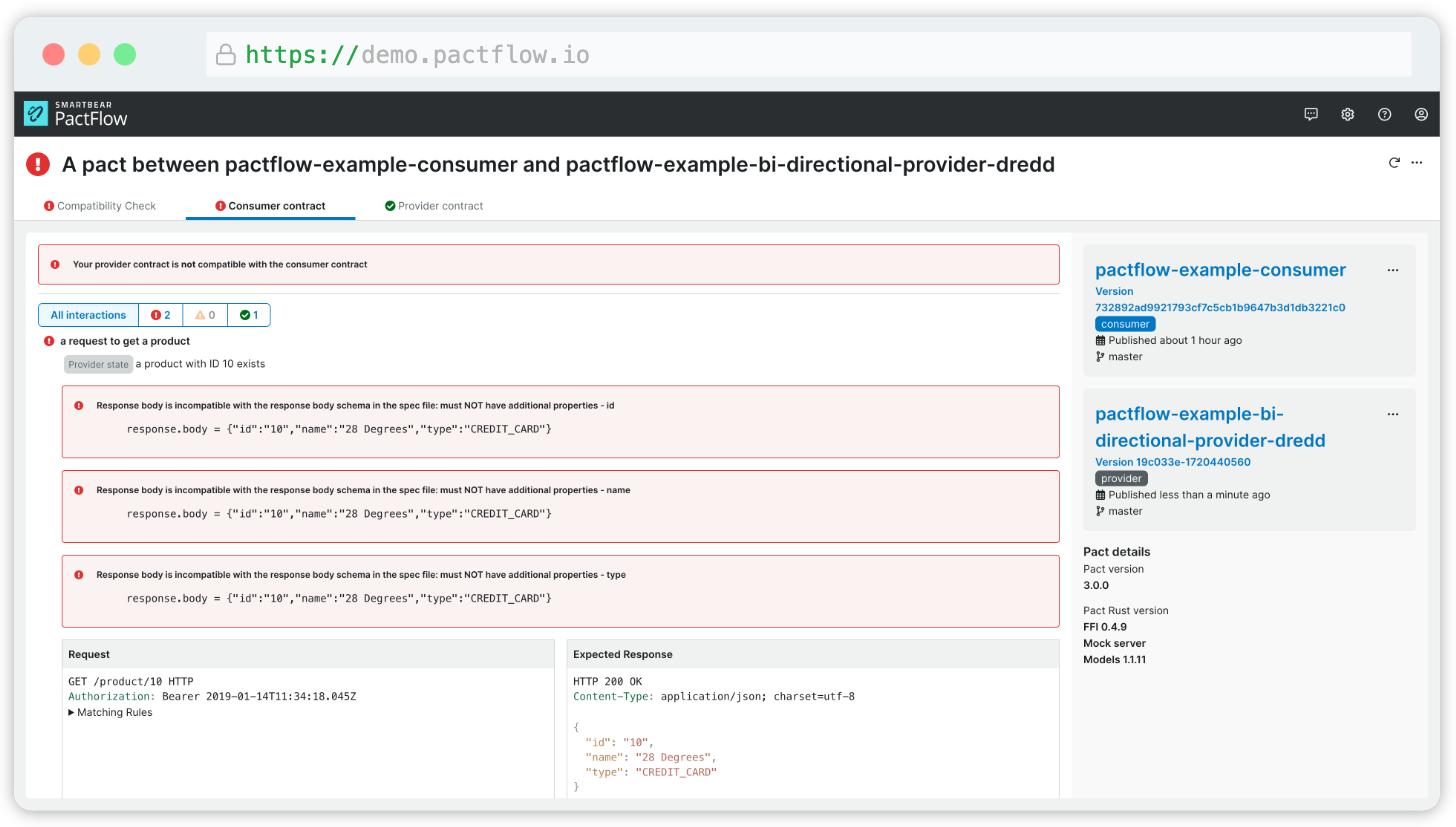 https://demo.pactflow.io
SMARTBEAR
PactFlow
A pact between pactflow-example-consumer and pactflow-example-bi-directional-provider-dredd
Compatibility Check
Consumer contract
Provider contract
Your provider contract is not compatible with the consumer contract
All interactions
2
0
1
a request to get a product
Provider state a product with ID 10 exists
Response body is incompatible with the response body schema in the spec file: must NOT have additional properties - id
response.body = {"id":"10","name":"28 Degrees","type":"CREDIT_CARD"}
Response body is incompatible with the response body schema in the spec file: must NOT have additional properties - name
response.body = {"id":"10","name":"28 Degrees","type":"CREDIT_CARD"}
Response body is incompatible with the response body schema in the spec file: must NOT have additional properties - type
response.body = {"id":"10","name":"28 Degrees","type":"CREDIT_CARD"}
Request
GET /product/10 HTTP
Authorization: Bearer 2019-01-14T11:34:18.045Z
Matching Rules
Expected Response
HTTP 200 OK
Content-Type: application/json; charset=utf-8
{
"id": "10",
"name": "28 Degrees",
"type": "CREDIT_CARD"
}
pactflow-example-consumer
Version
732892ad9921793cf7c5cb1b9647b3d1db3221c0
consumer
Published about 1 hour ago
master
pactflow-example-bi-
directional-provider-dredd
Version 19c033e-1720440560
provider
Published less than a minute ago
master
Pact details
Pact version
3.0.0
Pact Rust version
FFI 0.4.9
Mock server
Models 1.1.11